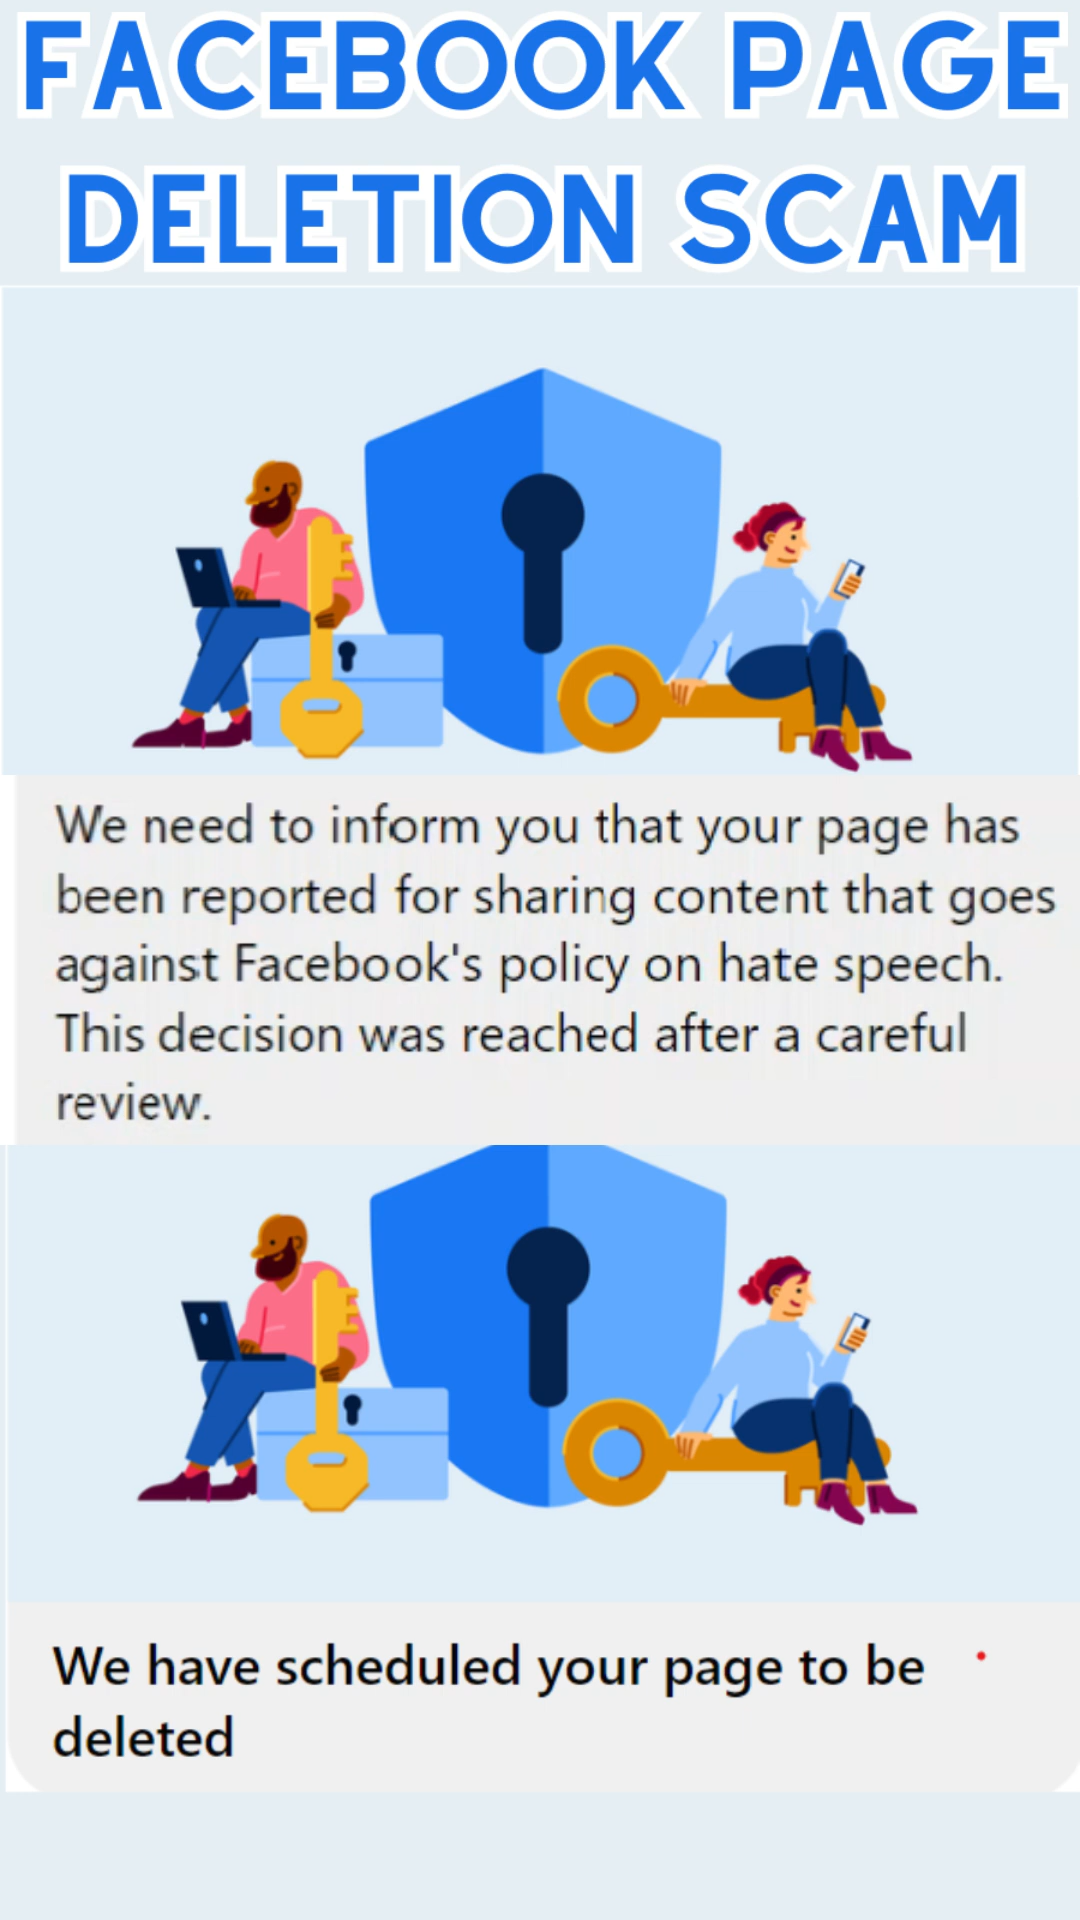 FACEBOOK PAGE
DELETION SCAM
We need to inform you that your page has
been reported for sharing content that goes
against Facebook's policy on hate speech.
This decision was reached after a careful
review.
We have scheduled your page to be
deleted